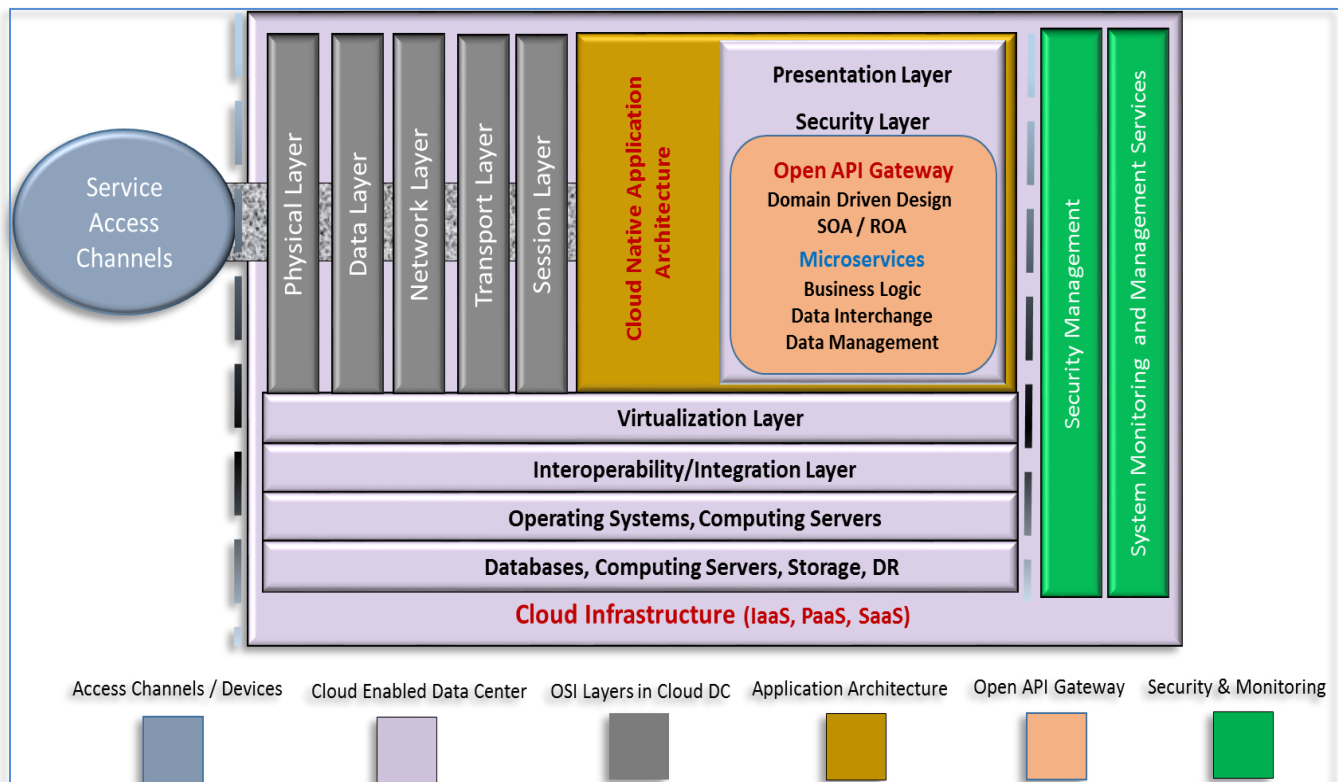 Service
Access
Channels
Physical Layer
Data Layer
Network Layer
Transport Layer
Session Layer
Cloud Native Application
Architecture
Presentation Layer
Security Layer
Open API Gateway
Domain Driven Design
SOA / ROA
Microservices
Business Logic
Data Interchange
Data Management
Security Management
System Monitoring and Management Services
Virtualization Layer
Interoperability/Integration Layer
Operating Systems, Computing Servers
Databases, Computing Servers, Storage, DR
Cloud Infrastructure (IaaS, PaaS, SaaS)
Access Channels / Devices
Cloud Enabled Data Center
OSI Layers in Cloud DC
Application Architecture
Open API Gateway
Security & Monitoring